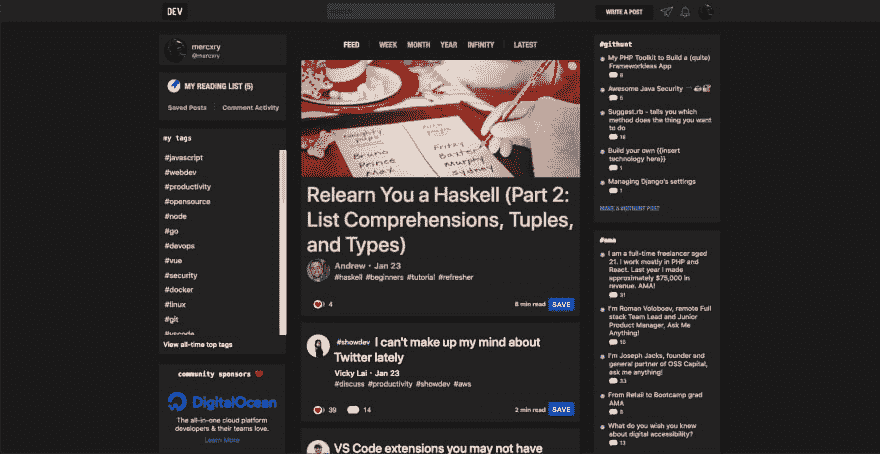 DEV
WRITE A POST
mercxry
@mercxry
MY READING LIST (5)
Saved Posts
Comment Activity
my tags
#javascript
#webdev
#productivity
#opensource
#node
#go
#devops
#vue
#security
#docker
#linux
#git
#vscode
View all-time top tags
community sponsors
DigitalOcean
The all-in-one cloud platform
developers & their teams love.
Learn More
FEED
WEEK
MONTH
YEAR
INFINITY
LATEST
Naughty pups
Bruno
Prince
Max
pups
Fritzy
Baxter
Murphy
Sydney
Relearn You a Haskell (Part 2:
List Comprehensions, Tuples,
and Types)
Andrew・Jan 23
#haskell #beginners #tutorial #refresher
4
8 min read
SAVE
#showdev I can't make up my mind about
Twitter lately
Vicky Lai・Jan 23
#discuss #productivity #showdev #aws
39
14
2 min read
SAVE
VS Code extensions you may not have
#githunt
My PHP Toolkit to Build a (quite)
Frameworkless App
8
Awesome Java Security
6
Suggest.rb - tells you which
method does the thing you want
to do
16
Build your own {{insert
technology here}}
1
Managing Django's settings
1
MAKE A #GITHUNT POST
#ama
I am a full-time freelancer aged
21. I work mostly in PHP and
React. Last year I made
approximately $75,000 in
revenue. AMA!
31
I'm Roman Voloboev, remote Full
stack Team Lead and Junior
Product Manager, Ask Me
Anything!
10
I'm Joseph Jacks, founder and
general partner of OSS Capital,
ask me anything!
33
From Retail to Bootcamp grad
AMA
8
What do you wish you
knew about digital accessibility?
13